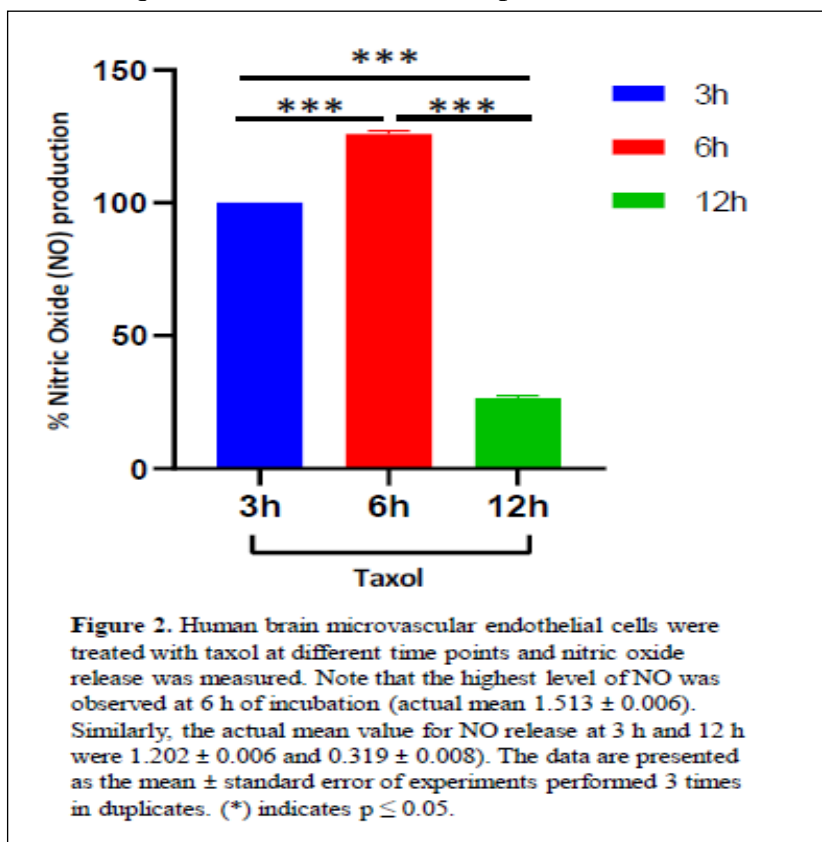 ***
***
***
150
100
50
0
% Nitric Oxide (NO) production
3h
6h
12h
3h
6h
12h
Taxol
Figure 2. Human brain microvascular endothelial cells were
treated with taxol at different time points and nitric oxide
release was measured. Note that the highest level of NO was
observed at 6 h of incubation (actual mean 1.513 ± 0.006).
Similarly, the actual mean value for NO release at 3 h and 12 h
were 1.202 ± 0.006 and 0.319 ± 0.008). The data are presented
as the mean ± standard error of experiments performed 3 times
in duplicates. (*) indicates p ≤ 0.05.